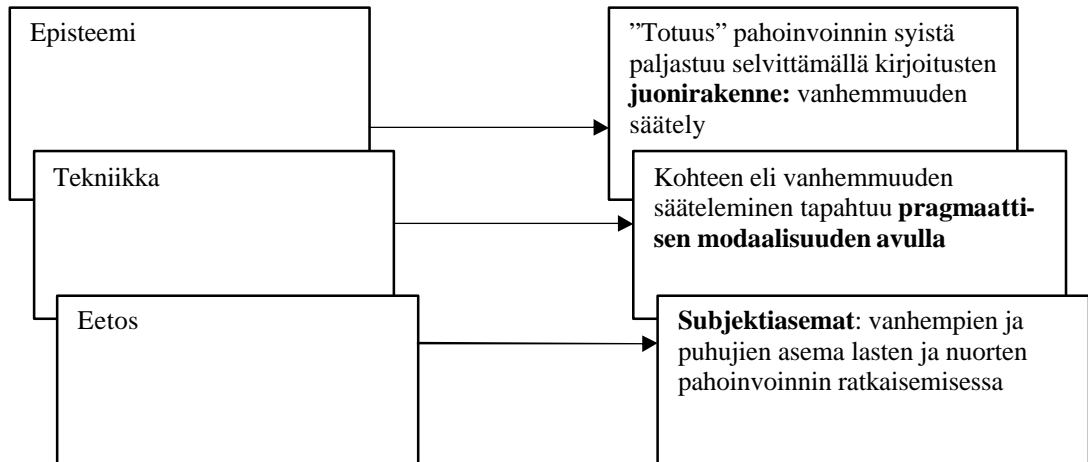 Episteemi
”Totuus” pahoinvoinnin syistä
paljastuu selvittämällä kirjoitusten
juonirakenne: vanhemmuuden
säätely
Tekniikka
Kohteen eli vanhemmuuden
sääteleminen tapahtuu pragmaatti-
sen modaalisuuden avulla
Eetos
Subjektiasemat: vanhempien ja
puhujien asema lasten ja nuorten
pahoinvoinnin ratkaisemisessa